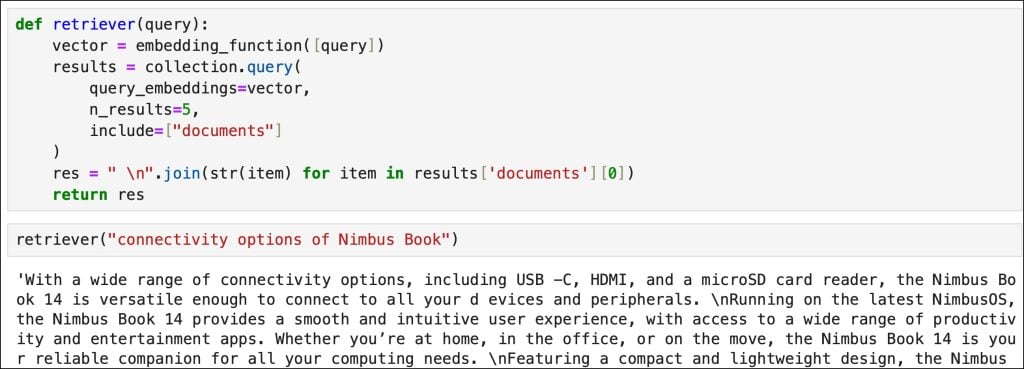 def retriever(query):
    vector = embedding_function([query])
    results = collection.query(
        query_embeddings=vector,
        n_results=5,
        include=["documents"]
    )
    res = " \n".join(str(item) for item in results['documents'][0])
    return res
retriever("connectivity options of Nimbus Book")
'With a wide range of connectivity options, including USB –C, HDMI, and a microSD card reader, the Nimbus Bo
ok 14 is versatile enough to connect to all your d evices and peripherals. \nRunning on the latest NimbusOS,
the Nimbus Book 14 provides a smooth and intuitive user experience, with access to a wide range of productiv
ity and entertainment apps. Whether you’re at home, in the office, or on the move, the Nimbus Book 14 is you
r reliable companion for all your computing needs. \nFeaturing a compact and lightweight design, the Nimbus